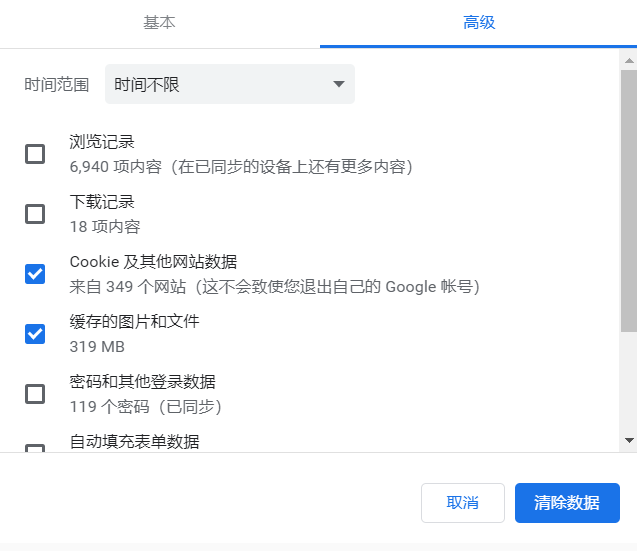 基本
高级
时间范围 时间不限
浏览记录
6,940 项内容（在已同步的设备上还有更多内容）
下载记录
18 项内容
Cookie 及其他网站数据
来自 349 个网站（这不会致使您退出自己的 Google 帐号）
缓存的图片和文件
319 MB
密码和其他登录数据
119 个密码（已同步）
自动填充表单数据
取消
清除数据